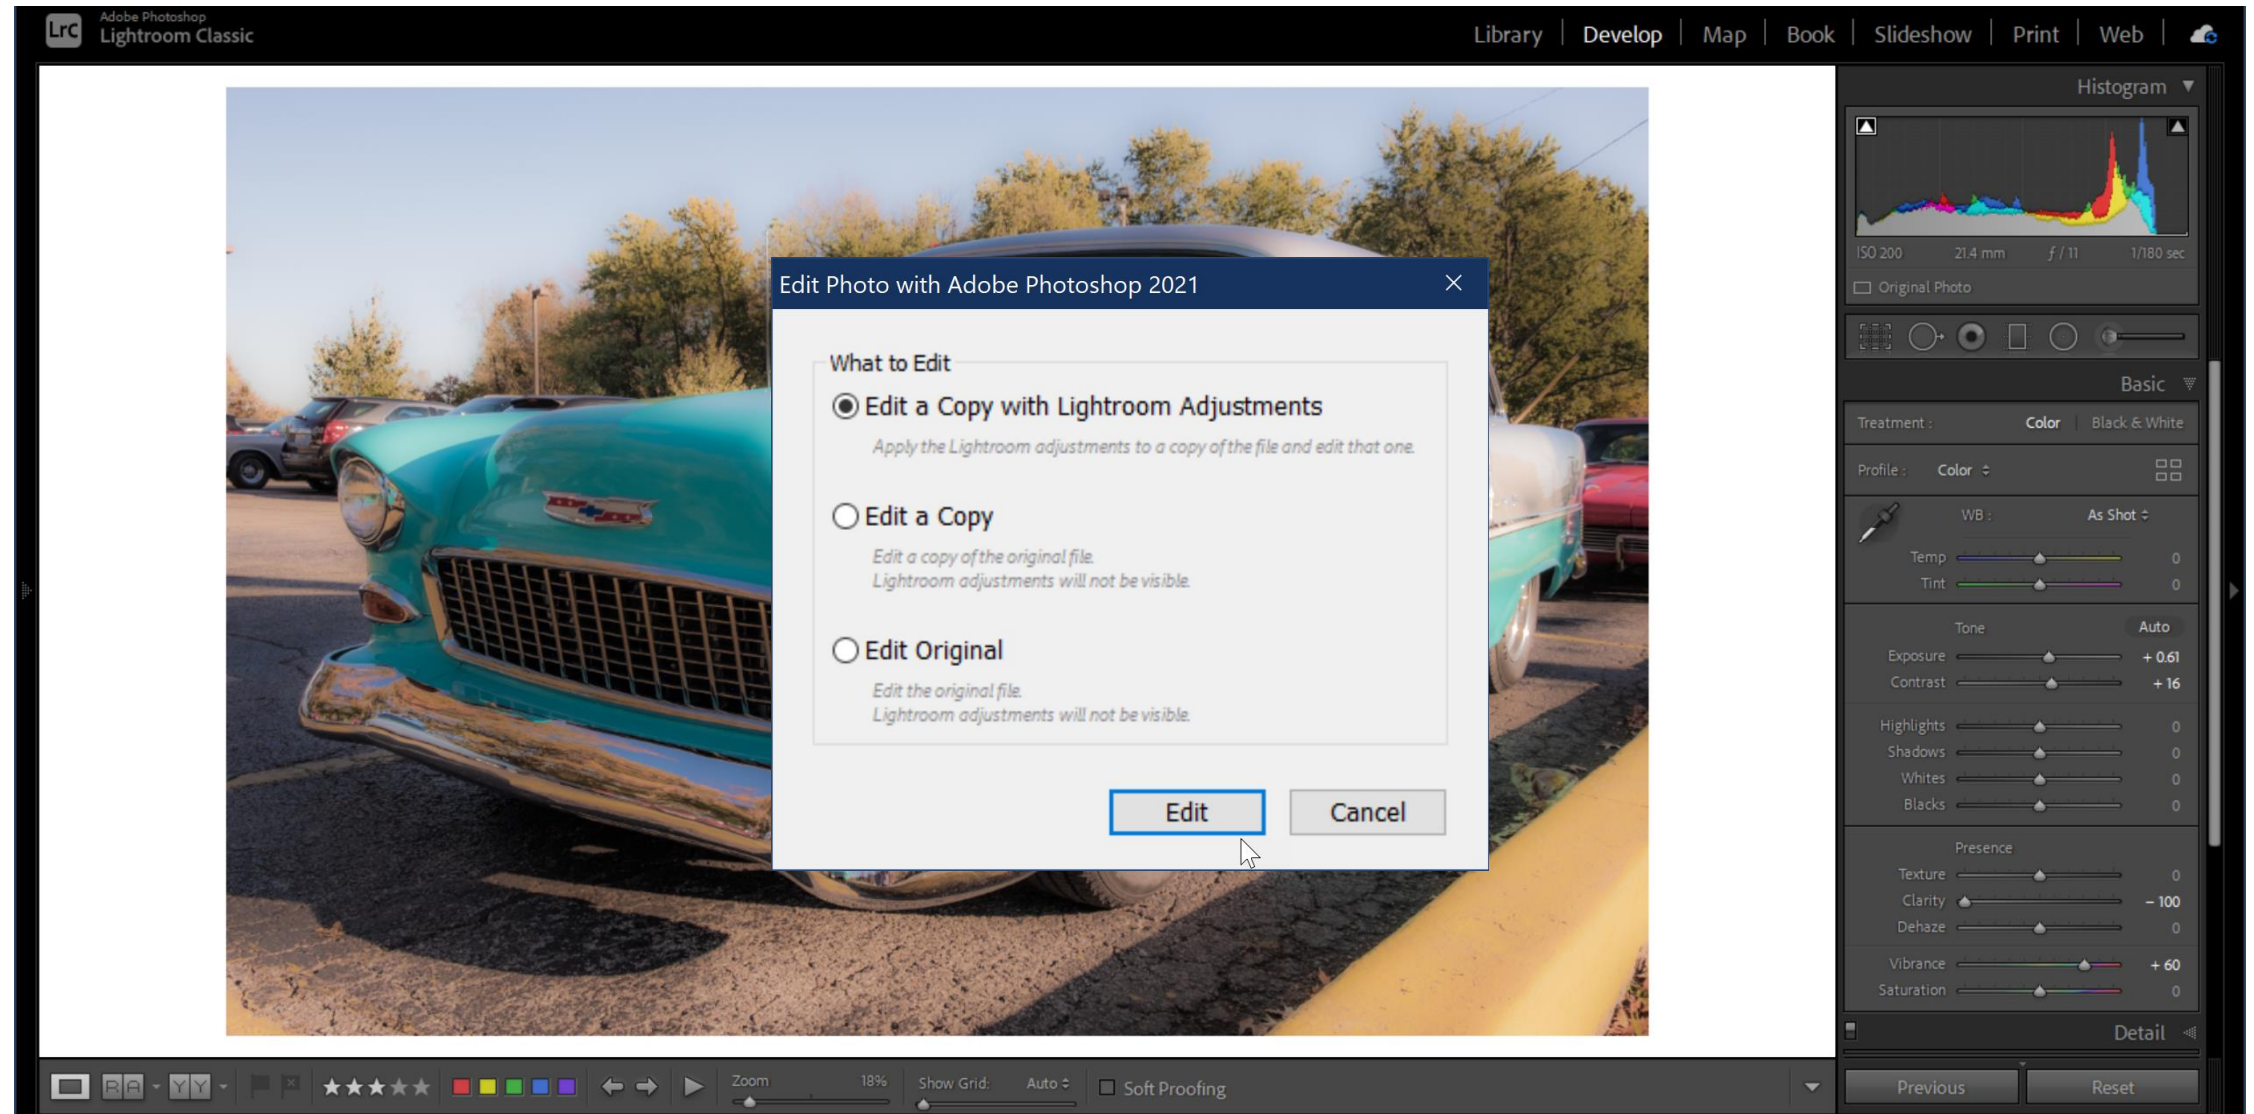 Lrc
Adobe Photoshop
Lightroom Classic
Library | Develop | Map | Book | Slideshow | Print | Web |
Histogram
ISO 200 21.4 mm ƒ / 11 1/180 sec
Original Photo
Edit Photo with Adobe Photoshop 2021
What to Edit
Edit a Copy with Lightroom Adjustments
Apply the Lightroom adjustments to a copy of the file and edit that one.
Edit a Copy
Edit a copy of the original file.
Lightroom adjustments will not be visible.
Edit Original
Edit the original file.
Lightroom adjustments will not be visible.
Edit Cancel
Basic
Treatment : Color | Black & White
Profile : Color
WB : As Shot
Temp 0
Tint 0
Tone Auto
Exposure + 0.61
Contrast + 16
Highlights 0
Shadows 0
Whites 0
Blacks 0
Presence
Texture 0
Clarity – 100
Dehaze 0
Vibrance + 60
Saturation 0
Detail
Previous Reset
R A Y Y Zoom 18% Show Grid: Auto Soft Proofing